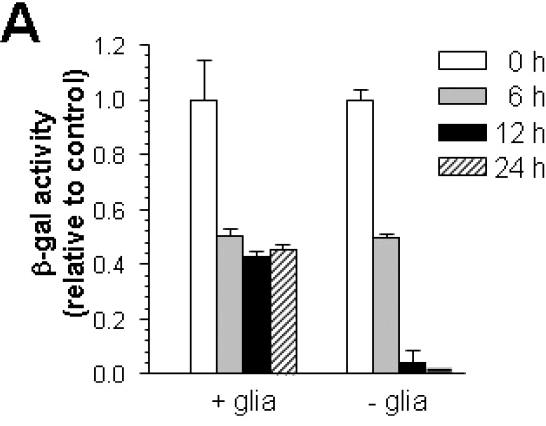 A
β-gal activity
(relative to control)
1.2
1.0
0.8
0.6
0.4
0.2
0.0
+ glia
- glia
0 h
6 h
12 h
24 h